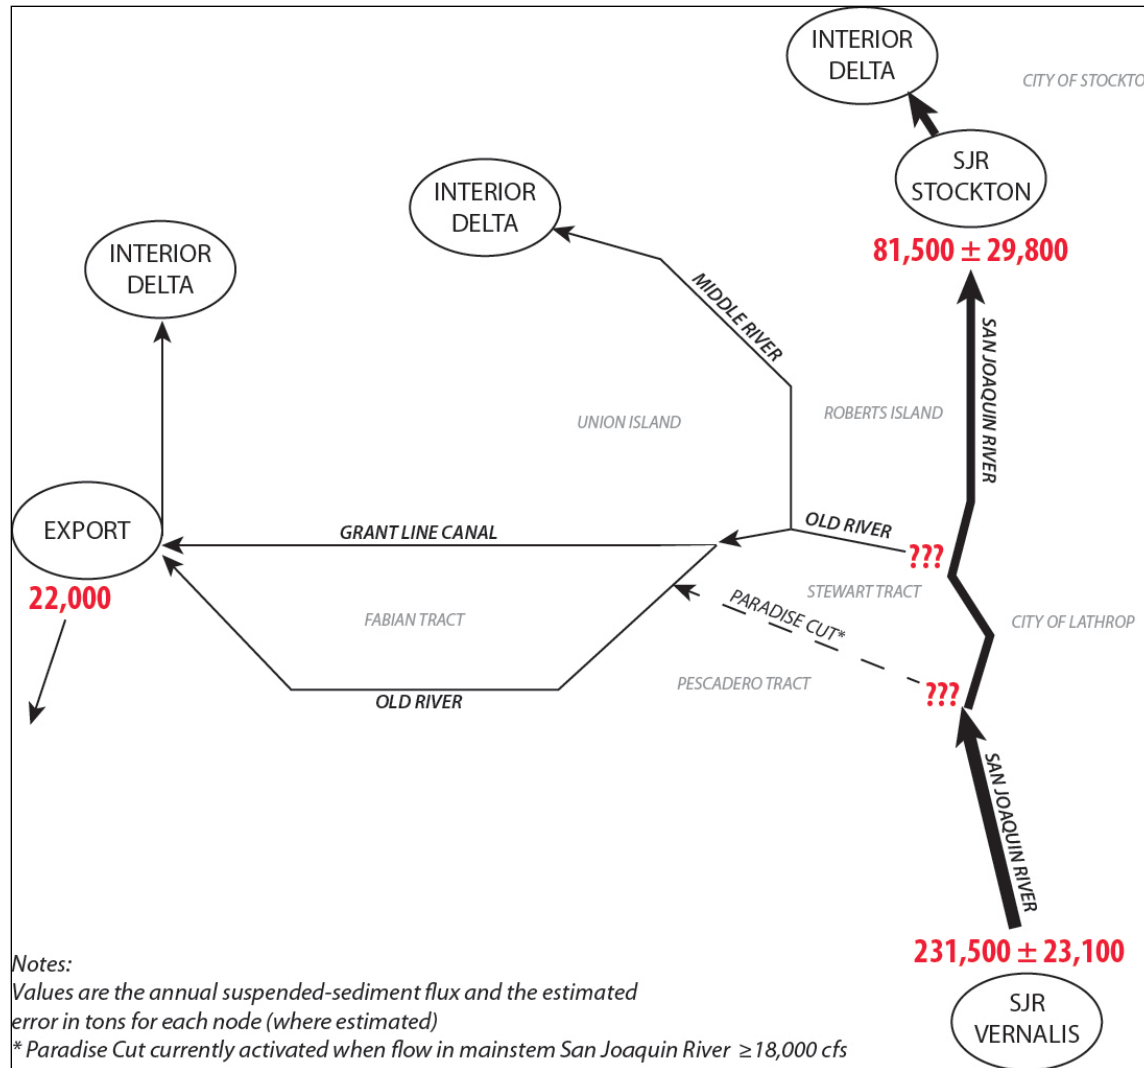 INTERIOR
DELTA
CITY OF STOCKTO
SJR
STOCKTON
81,500 ± 29,800
INTERIOR
DELTA
INTERIOR
DELTA
MIDDLE RIVER
SAN JOAQUIN RIVER
UNION ISLAND
ROBERTS ISLAND
EXPORT
22,000
GRANT LINE CANAL
OLD RIVER
???
STEWART TRACT
PARADISE CUT*
FABIAN TRACT
CITY OF LATHROP
PESCADERO TRACT
???
OLD RIVER
SAN JOAQUIN RIVER
231,500 ± 23,100
SJR
VERNALIS
Notes:
Values are the annual suspended-sediment flux and the estimated
error in tons for each node (where estimated)
* Paradise Cut currently activated when flow in mainstem San Joaquin River ≥18,000 cfs